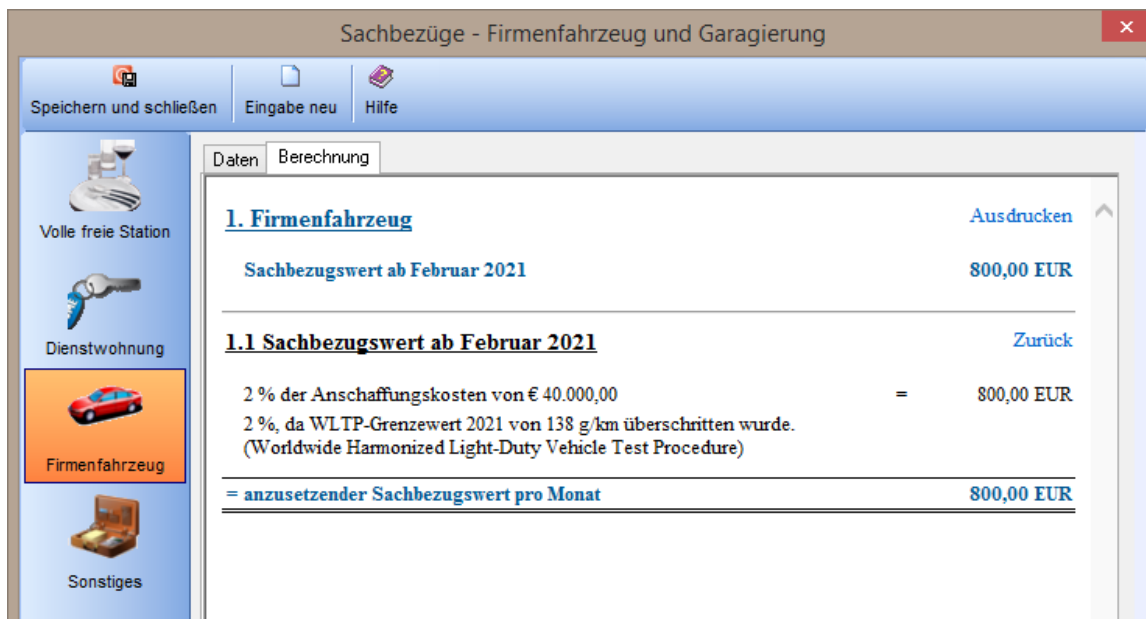 Sachbezüge - Firmenfahrzeug und Garagierung
Speichern und schließen Eingabe neu Hilfe
Daten Berechnung
Volle freie Station
Dienstwohnung
Firmenfahrzeug
Sonstiges
1. Firmenfahrzeug Ausdrucken
Sachbezugswert ab Februar 2021 800,00 EUR
1.1 Sachbezugswert ab Februar 2021 Zurück
2 % der Anschaffungskosten von € 40.000,00 = 800,00 EUR
2 %, da WLTP-Grenzewert 2021 von 138 g/km überschritten wurde.
(Worldwide Harmonized Light-Duty Vehicle Test Procedure)
= anzusetzender Sachbezugswert pro Monat 800,00 EUR